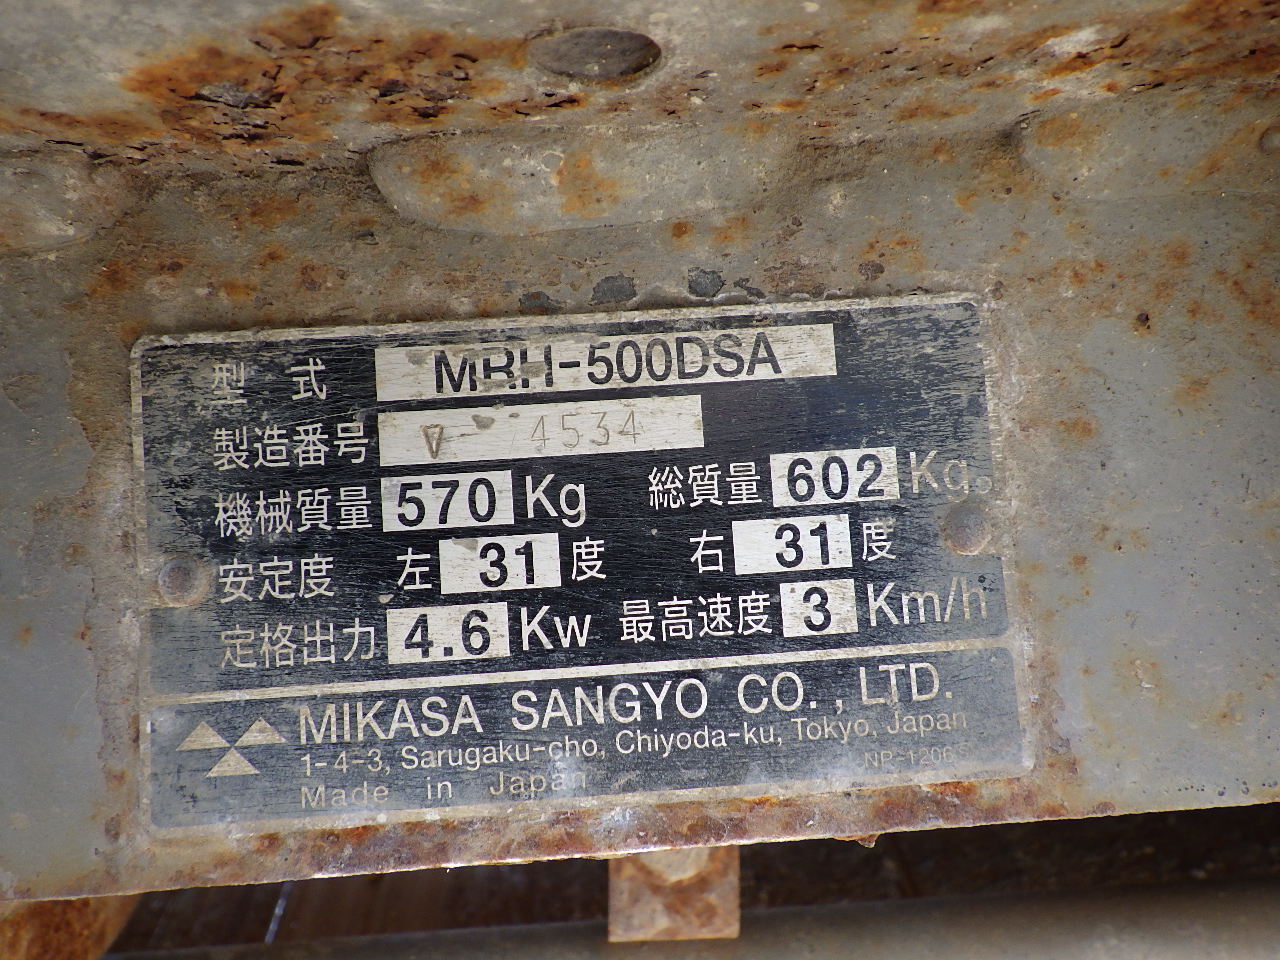 型 式 MRH-500DSA
製造番号 4534
機械質量 570 Kg 総質量 602 Kg。
安定度 左 31 度 右 31 度
定格出力 4.6 Kw 最高速度 3 Km/h
MIKASA SANGYO CO., LTD.
1-4-3, Sarugaku-cho, Chiyoda-ku, Tokyo, Japan
NP-1206
Made in Japan